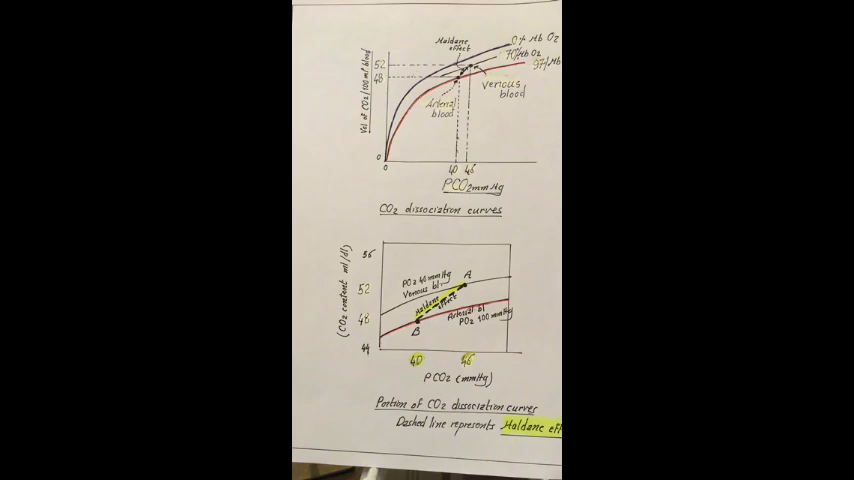 0% Hb O2
Haldane effect
70% Hb O2
97% Hb
Vol of CO2/100 ml blood
52
48
Venous blood
Arterial blood
0
0
40 46
PCO2 mmHg
CO2 dissociation curves
(CO2 constant ml/dl)
56
PO2 40 mmHg
A
Venous bl
52
Haldane effect
Arterial bl
48
PO2 100 mmHg
B
44
40
46
PCO2 (mmHg)
Portion of CO2 dissociation curves
Dashed line represents Haldane eff